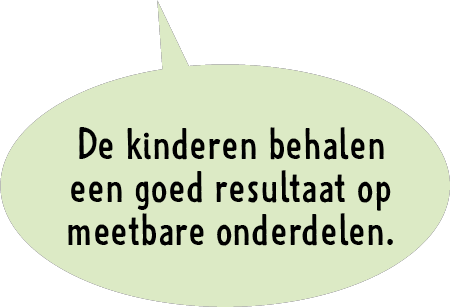 De kinderen behalen
een goed resultaat op
meetbare onderdelen.